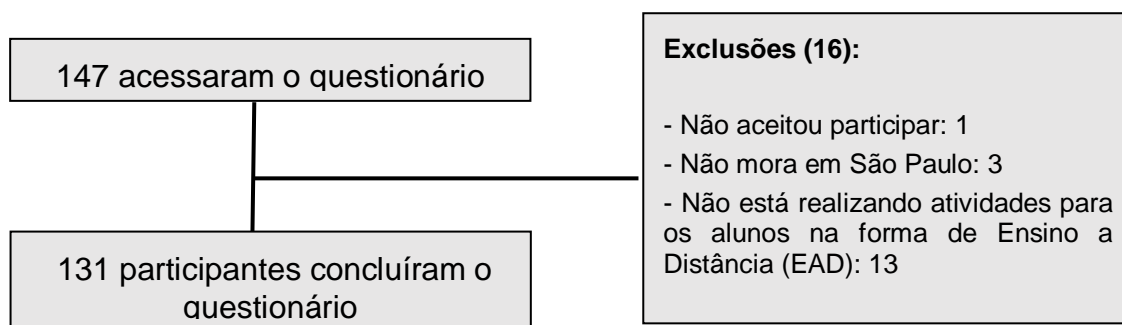 147 acessaram o questionário
131 participantes concluíram o
questionário
Exclusões (16):
- Não aceitou participar: 1
- Não mora em São Paulo: 3
- Não está realizando atividades para
os alunos na forma de Ensino a
Distância (EAD): 13